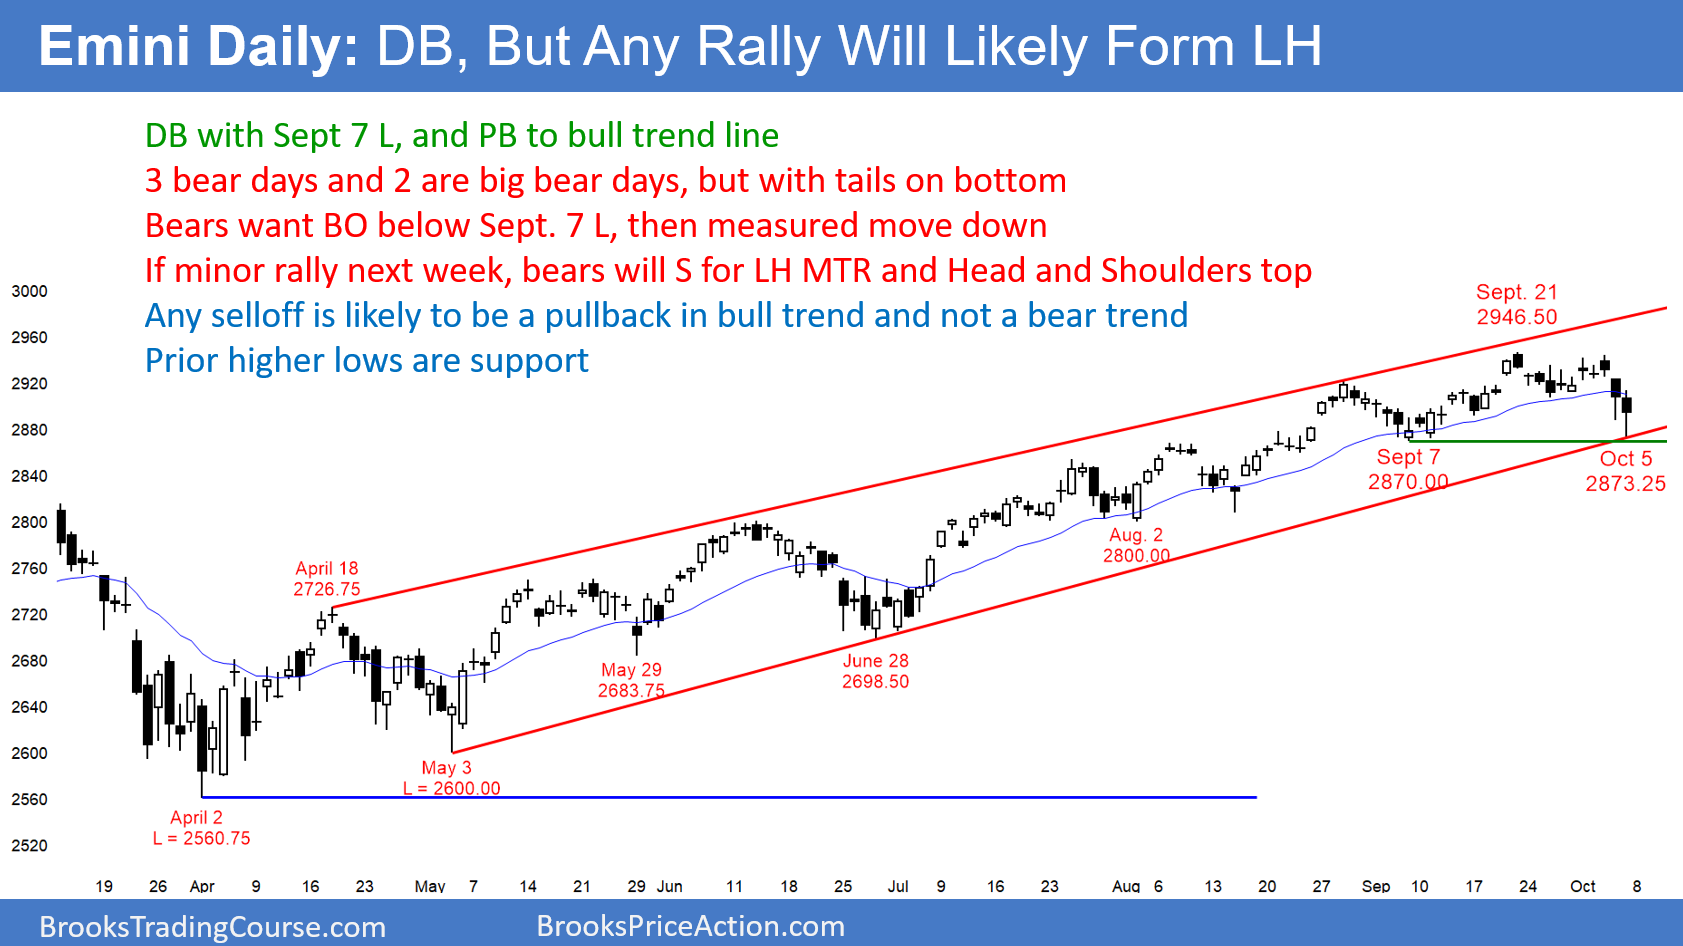 Emini Daily: DB, But Any Rally Will Likely Form LH
DB with Sept 7 L, and PB to bull trend line
3 bear days and 2 are big bear days, but with tails on bottom
Bears want BO below Sept. 7 L, then measured move down
If minor rally next week, bears will S for LH MTR and Head and Shoulders top
Any selloff is likely to be a pullback in bull trend and not a bear trend
Prior higher lows are support
3000
2960
2920
2880
2840
2800
2760
2720
2680
2640
2600
2560
2520
Sept. 21
2946.50
Sept 7
2870.00
Oct 5
2873.25
Aug. 2
2800.00
April 18
2726.75
May 29
2683.75
June 28
2698.50
May 3
L = 2600.00
April 2
L = 2560.75
19 26 Apr 9 16 23 May 7 14 21 29 Jun 11 18 25 Jul 9 16 23 Aug 6 13 20 27 Sep 10 17 24 Oct 8
BrooksTradingCourse.com BrooksPriceAction.com